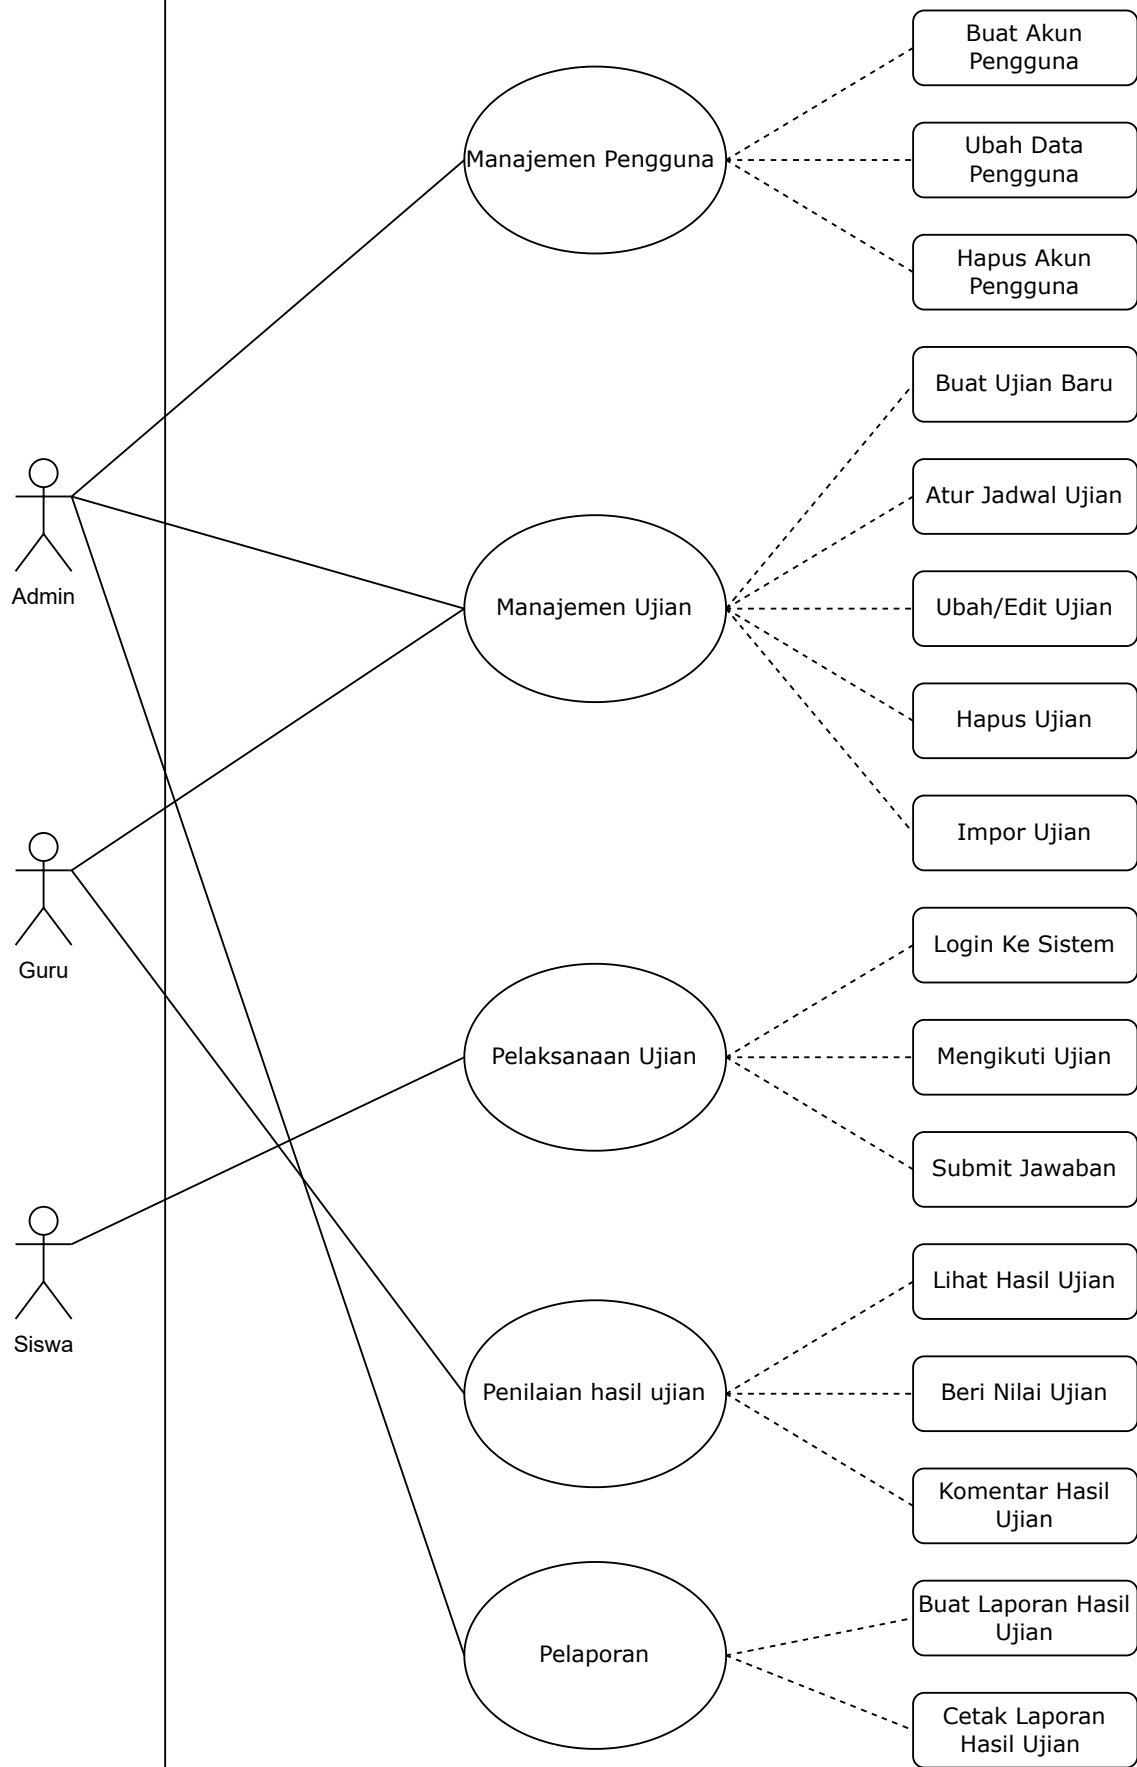 Buat Akun
Pengguna
Manajemen Pengguna
Ubah Data
Pengguna
Hapus Akun
Pengguna
Buat Ujian Baru
Admin
Atur Jadwal Ujian
Manajemen Ujian
Ubah/Edit Ujian
Hapus Ujian
Impor Ujian
Guru
Login Ke Sistem
Pelaksanaan Ujian
Mengikuti Ujian
Submit Jawaban
Siswa
Lihat Hasil Ujian
Penilaian hasil ujian
Beri Nilai Ujian
Komentar Hasil
Ujian
Buat Laporan Hasil
Ujian
Pelaporan
Cetak Laporan
Hasil Ujian